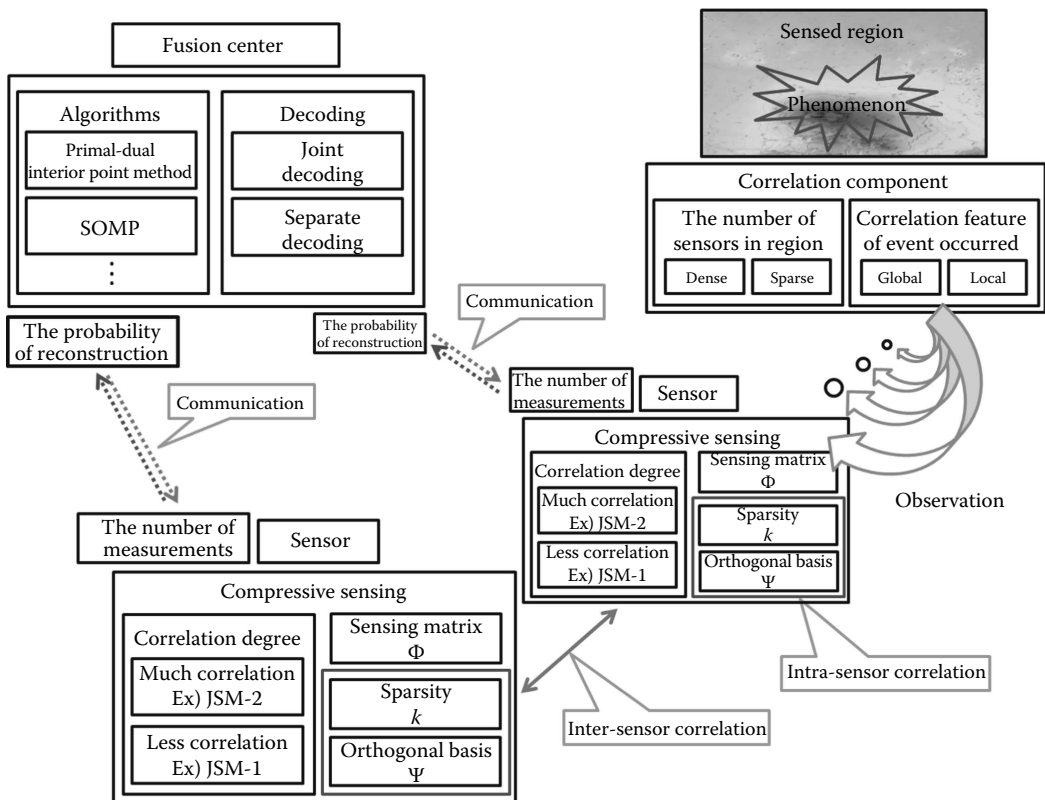 Fusion center
Algorithms
Primal-dual
interior point method
SOMP
Decoding
Joint
decoding
Separate
decoding
The probability
of reconstruction
The probability
of reconstruction
Communication
Communication
Sensed region
Phenomenon
Correlation component
The number of
sensors in region
Dense
Sparse
Correlation feature
of event occurred
Global
Local
Observation
The number of
measurements
Sensor
Compressive sensing
Correlation degree
Much correlation
Ex) JSM-2
Less correlation
Ex) JSM-1
Sensing matrix
Φ
Sparsity
k
Orthogonal basis
Ψ
Intra-sensor correlation
Inter-sensor correlation
The number of
measurements
Sensor
Compressive sensing
Correlation degree
Much correlation
Ex) JSM-2
Less correlation
Ex) JSM-1
Sensing matrix
Φ
Sparsity
k
Orthogonal basis
Ψ